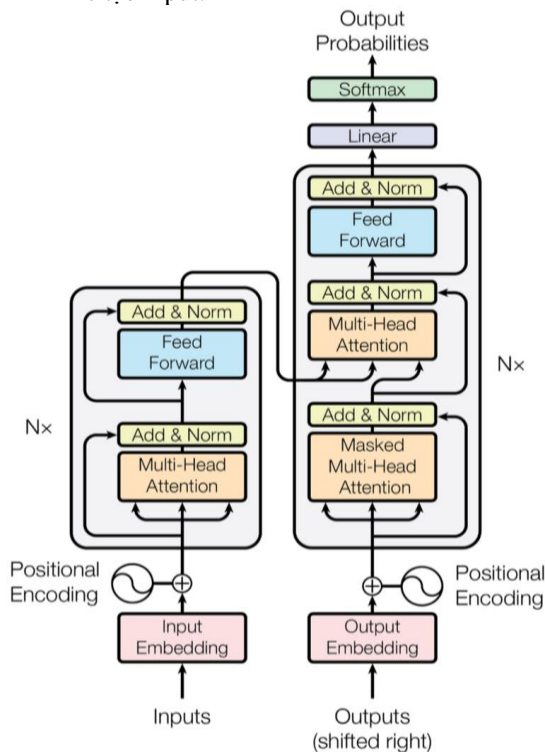 Output
Probabilities
Softmax
Linear
Add & Norm
Feed
Forward
Add & Norm
Multi-Head
Attention
Add & Norm
Masked
Multi-Head
Attention
N×
Add & Norm
Feed
Forward
Add & Norm
Multi-Head
Attention
N×
Positional
Encoding
Positional
Encoding
Input
Embedding
Output
Embedding
Inputs
Outputs
(shifted right)